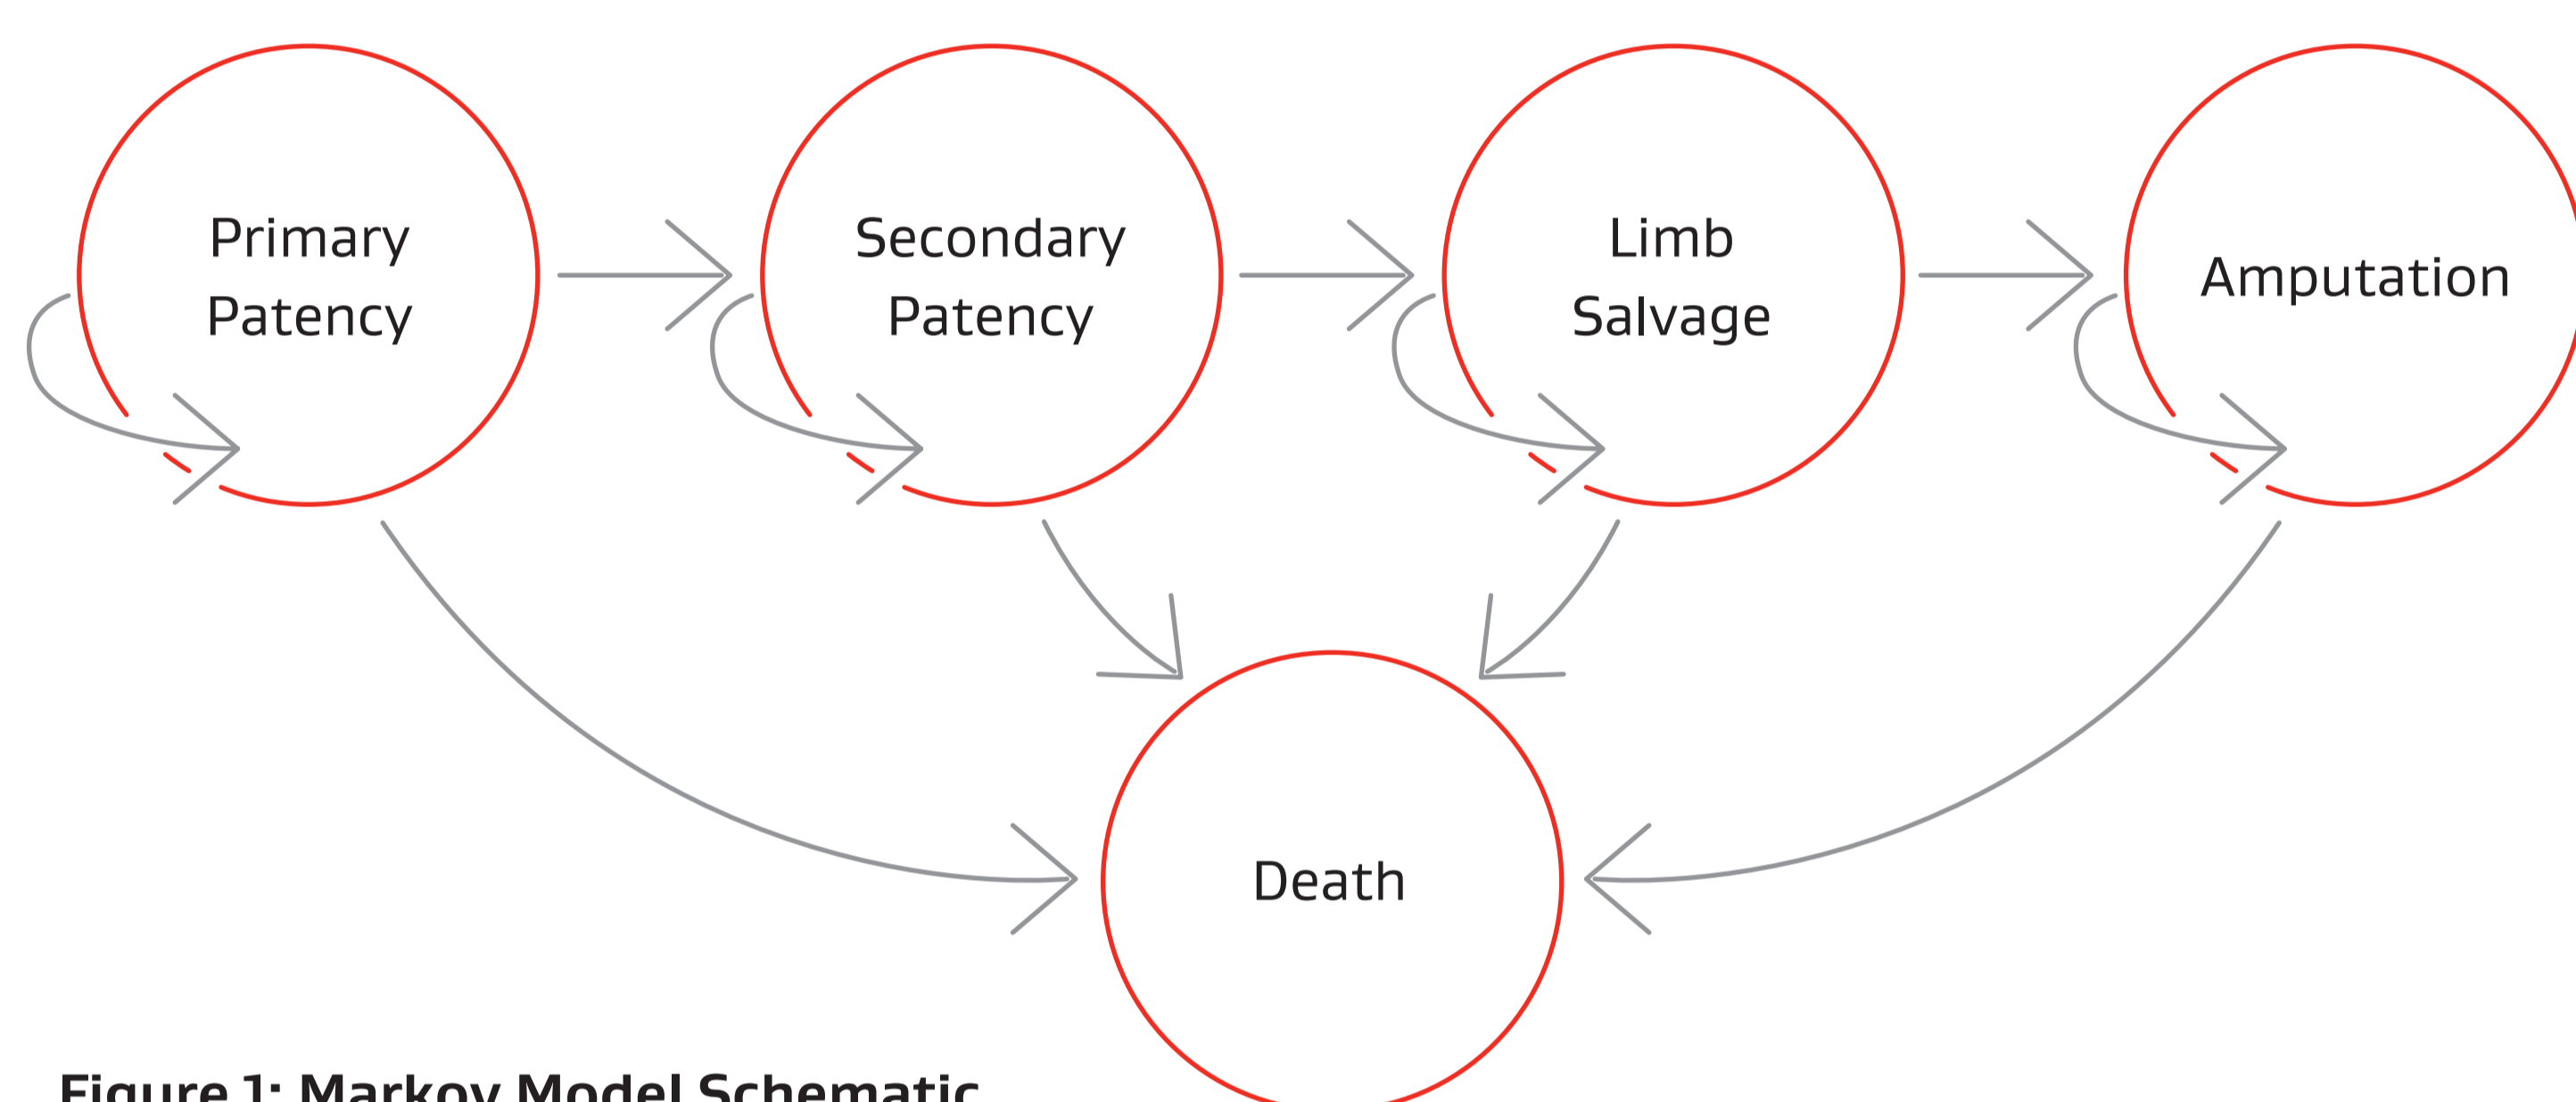 Primary
Patency
Secondary
Patency
Limb
Salvage
Amputation
Death
Figure 1: Markov Model Schematic